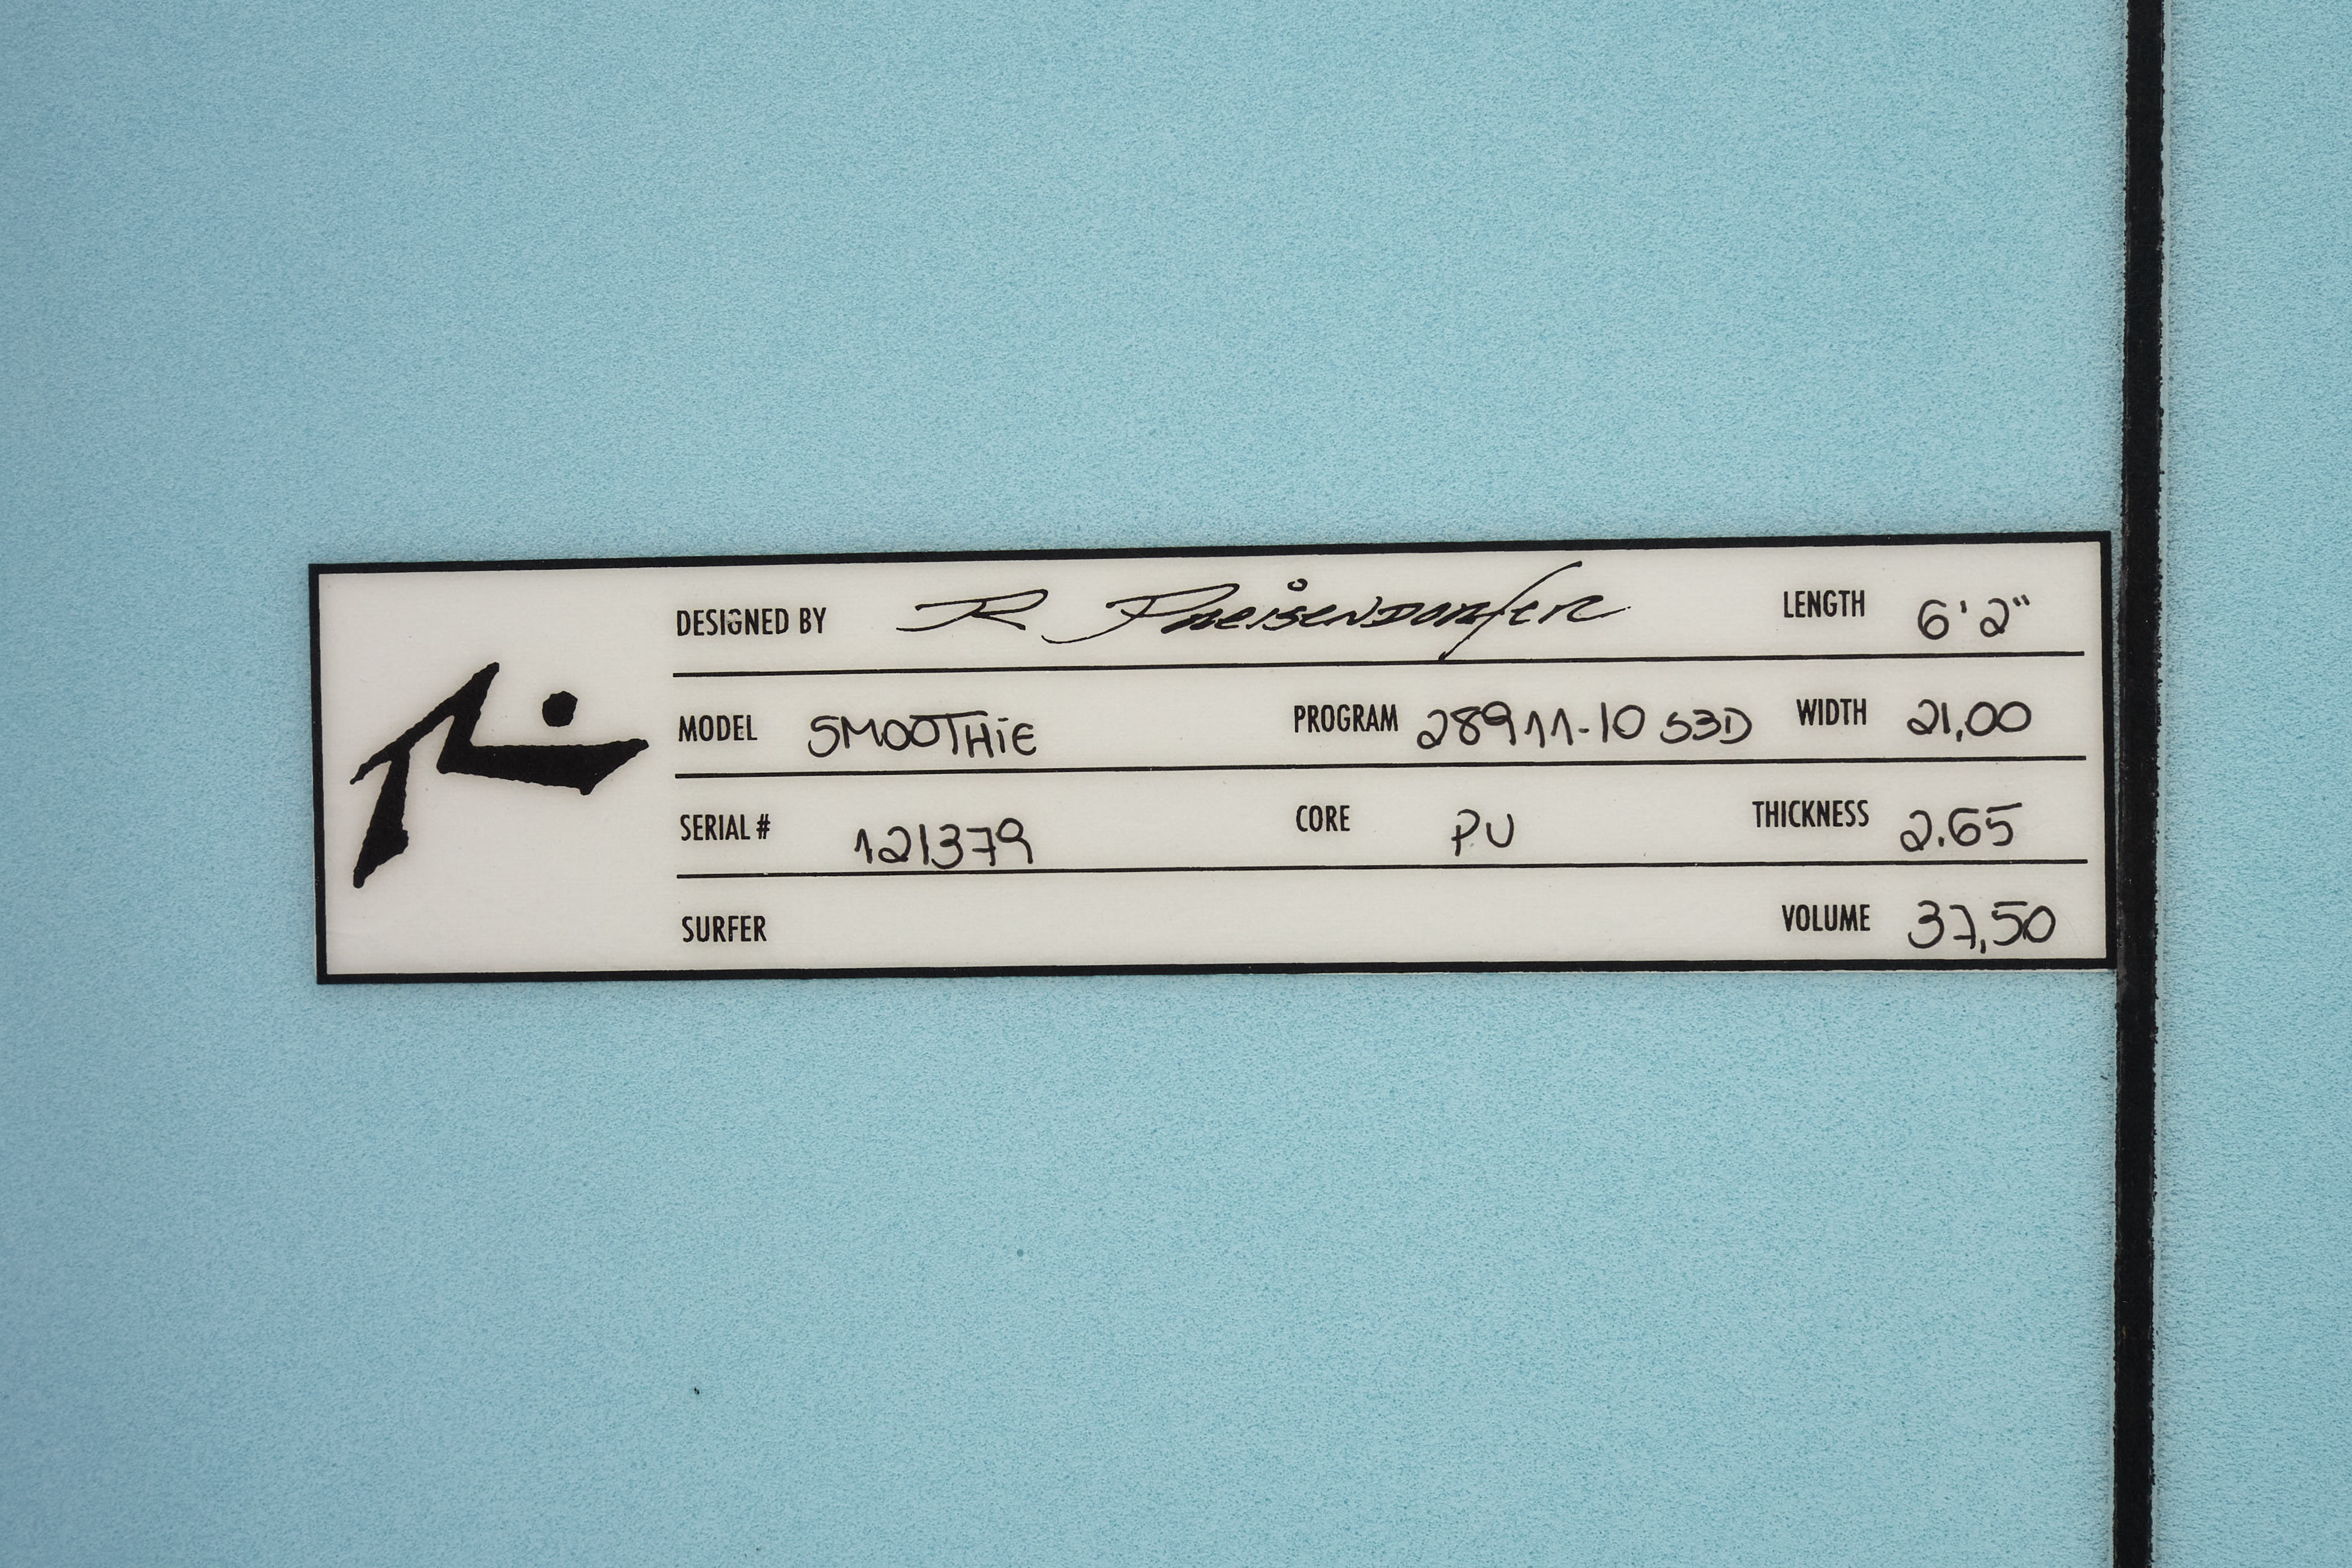 DESIGNED BY R Preisendorfer LENGTH 6'2"
MODEL SMOOTHiE PROGRAM 28911-10 S3D WIDTH 21,00
SERIAL # 121379 CORE PU THICKNESS 2.65
SURFER VOLUME 37,50